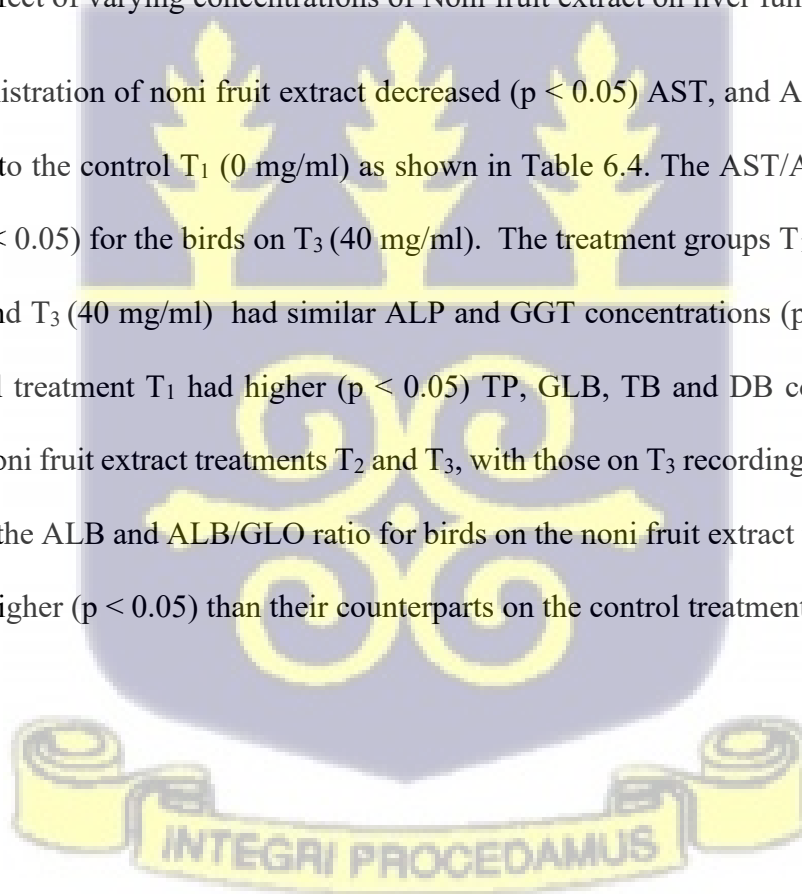 ect of varying concentrations of Noni fruit extract on liver fun
istration of noni fruit extract decreased (p < 0.05) AST, and A
to the control T₁ (0 mg/ml) as shown in Table 6.4. The AST/A
< 0.05) for the birds on T₃ (40 mg/ml). The treatment groups T
nd T₃ (40 mg/ml) had similar ALP and GGT concentrations (p
l treatment T₁ had higher (p < 0.05) TP, GLB, TB and DB co
oni fruit extract treatments T₂ and T₃, with those on T₃ recording
the ALB and ALB/GLO ratio for birds on the noni fruit extract
igher (p < 0.05) than their counterparts on the control treatment
INTEGRI PROCEDAMUS